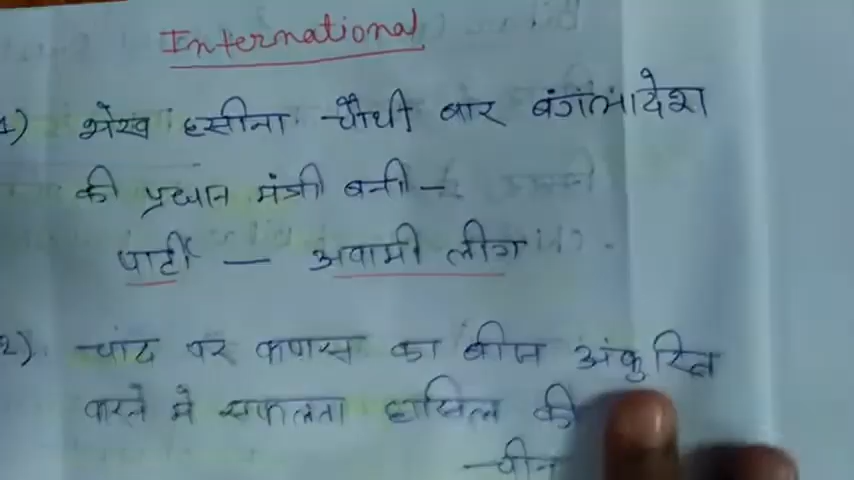 International
1) शेख हसीना चौथी बार बंगलादेश
की प्रधान मंत्री बनी -
पार्टी — अवामी लीग
2) चांद पर कपास का बीज अंकुरित
करने मे सफलता हासिल की
- चीन